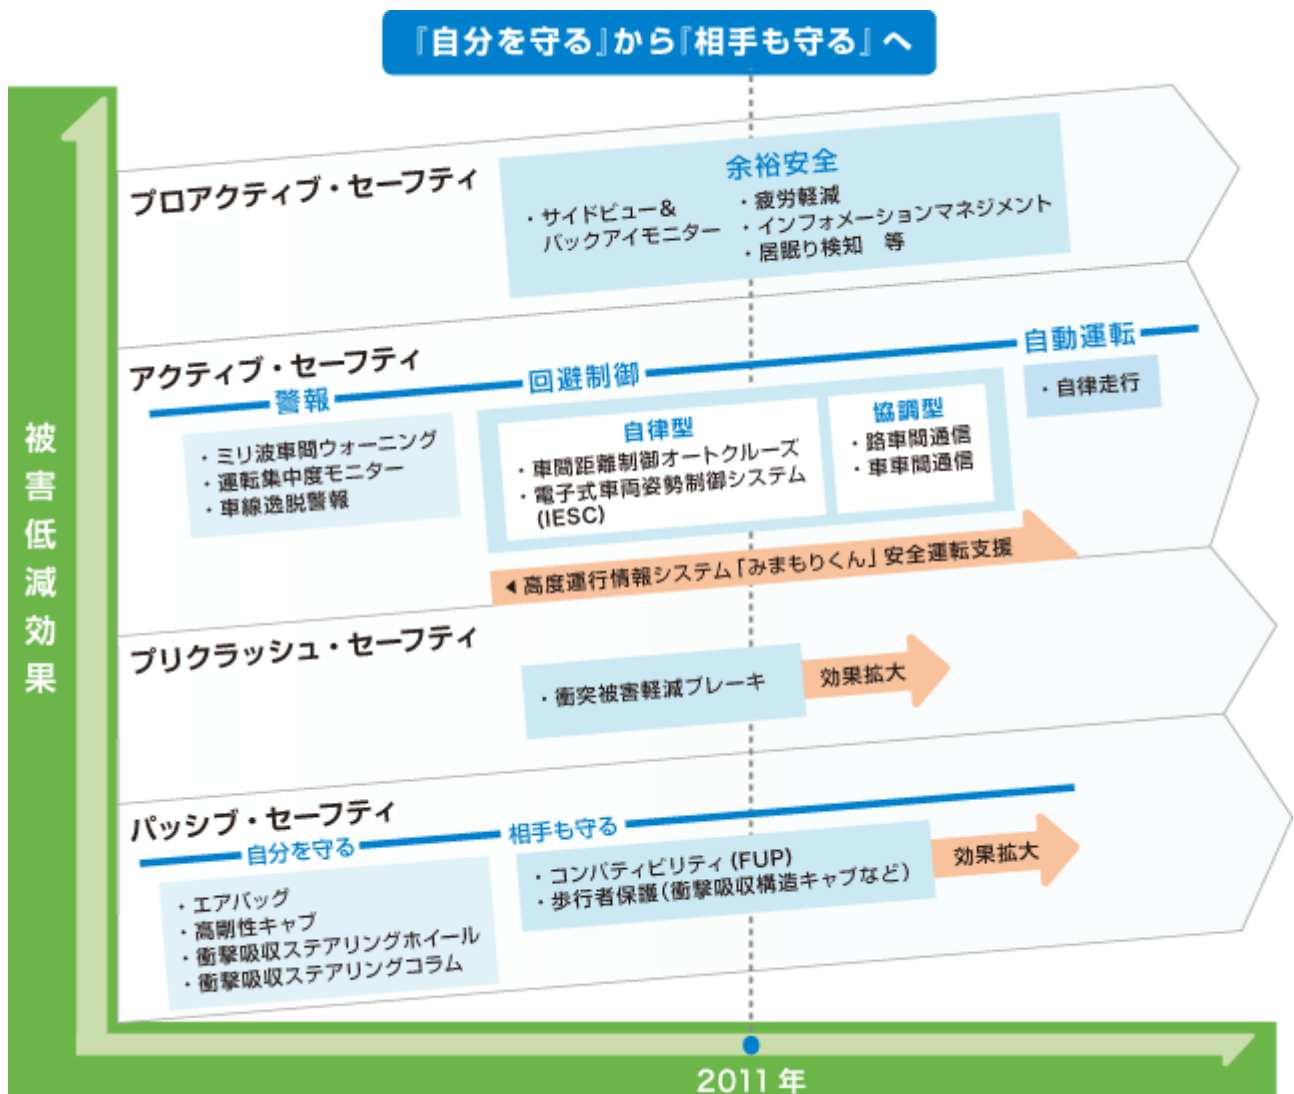 『自分を守る』から『相手も守る』へ
被害低減効果
プロアクティブ・セーフティ
余裕安全
・サイドビュー＆
バックアイモニター
・疲労軽減
・インフォメーションマネジメント
・居眠り検知　等
アクティブ・セーフティ
警報
・ミリ波車間ウォーニング
・運転集中度モニター
・車線逸脱警報
回避制御
自律型
・車間距離制御オートクルーズ
・電子式車両姿勢制御システム
(IESC)
協調型
・路車間通信
・車車間通信
自動運転
・自律走行
◀高度運行情報システム「みまもりくん」安全運転支援
プリクラッシュ・セーフティ
・衝突被害軽減ブレーキ
効果拡大
パッシブ・セーフティ
自分を守る
・エアバッグ
・高剛性キャブ
・衝撃吸収ステアリングホイール
・衝撃吸収ステアリングコラム
相手も守る
・コンパティビリティ(FUP)
・歩行者保護(衝撃吸収構造キャブなど)
効果拡大
2011年